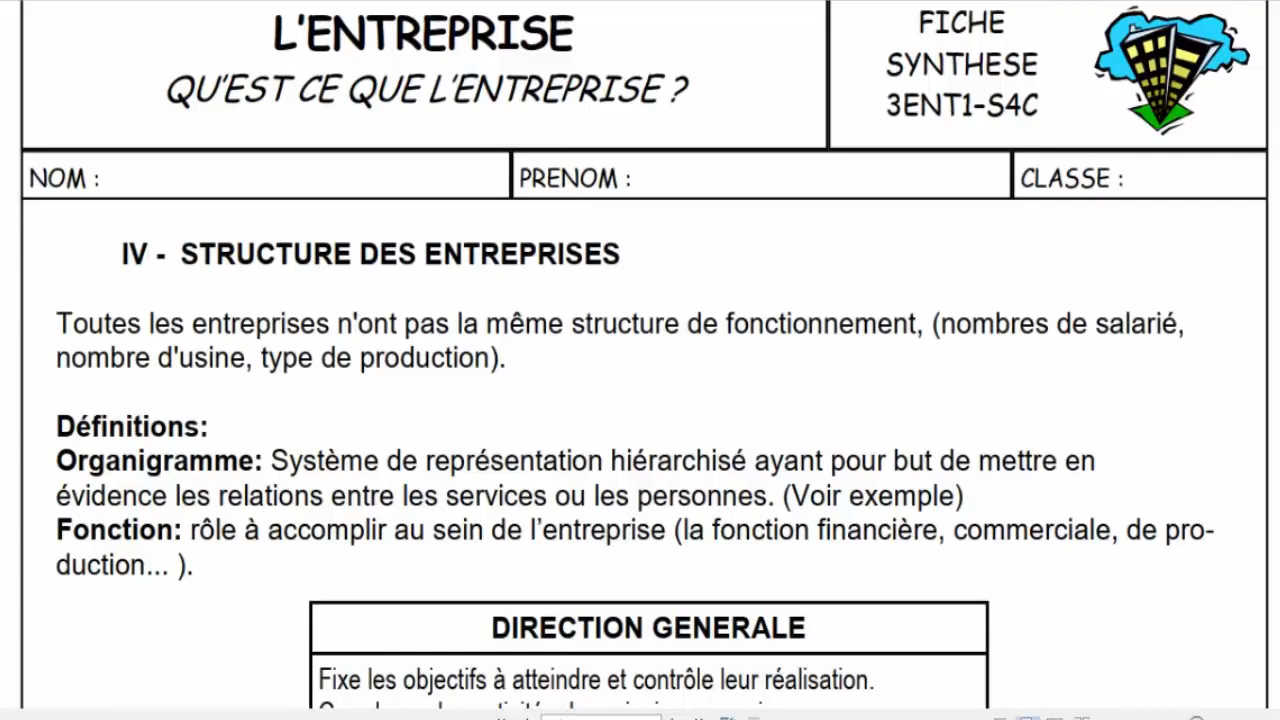 L'ENTREPRISE
QU'EST CE QUE L'ENTREPRISE ?
FICHE
SYNTHESE
3ENT1-S4C
NOM :
PRENOM :
CLASSE :
IV - STRUCTURE DES ENTREPRISES
Toutes les entreprises n'ont pas la même structure de fonctionnement, (nombres de salarié,
nombre d'usine, type de production).
Définitions:
Organigramme: Système de représentation hiérarchisé ayant pour but de mettre en
évidence les relations entre les services ou les personnes. (Voir exemple)
Fonction: rôle à accomplir au sein de l’entreprise (la fonction financière, commerciale, de pro-
duction... ).
DIRECTION GENERALE
Fixe les objectifs à atteindre et contrôle leur réalisation.